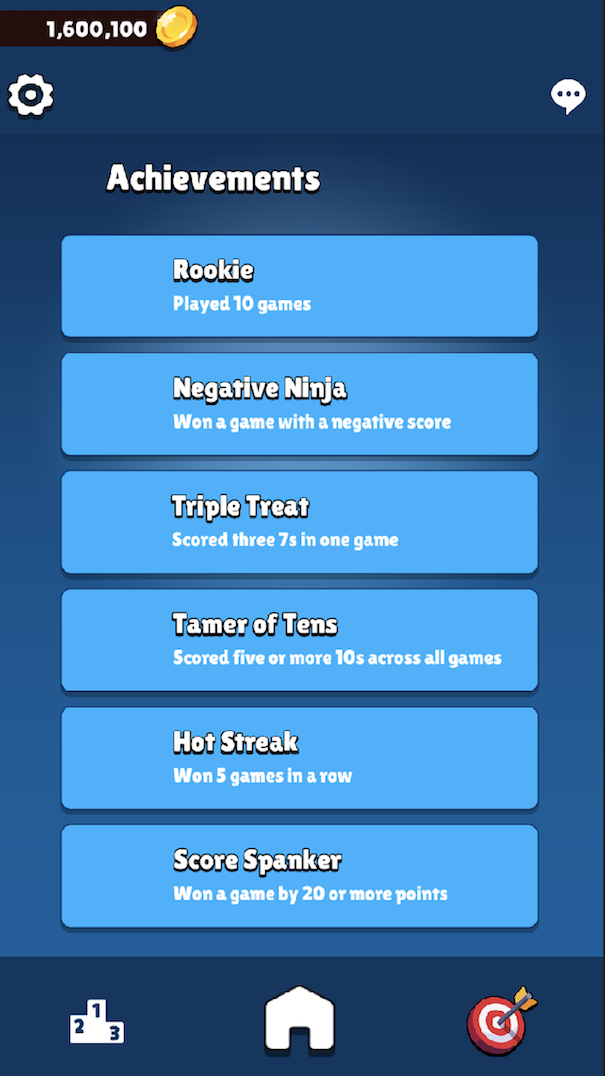 1,600,100
Achievements
Rookie
Played 10 games
Negative Ninja
Won a game with a negative score
Triple Treat
Scored three 7s in one game
Tamer of Tens
Scored five or more 10s across all games
Hot Streak
Won 5 games in a row
Score Spanker
Won a game by 20 or more points
1
2
3